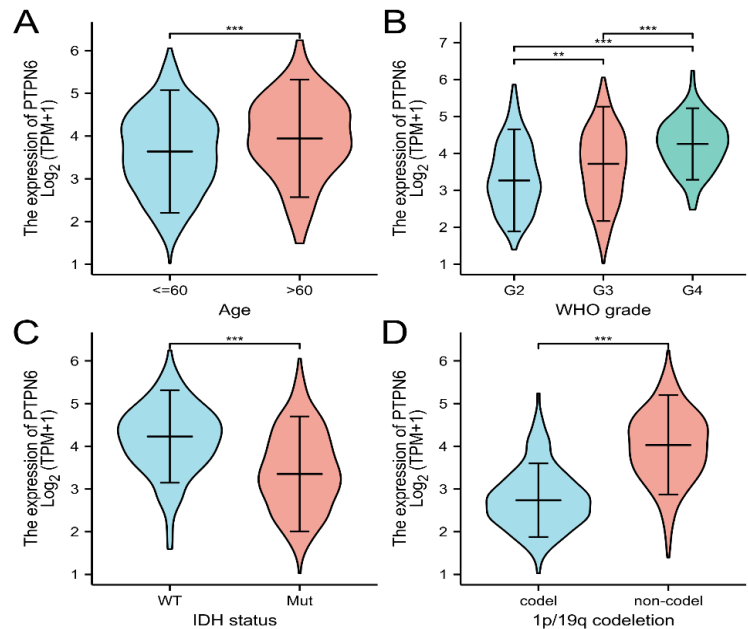 A
The expression of PTPN6
Log2 (TPM+1)
6
5
4
3
2
1
***
<=60
>60
Age
B
The expression of PTPN6
Log2 (TPM+1)
7
6
5
4
3
2
1
***
***
**
G2
G3
G4
WHO grade
C
The expression of PTPN6
Log2 (TPM+1)
6
5
4
3
2
1
***
WT
Mut
IDH status
D
The expression of PTPN6
Log2 (TPM+1)
6
5
4
3
2
1
***
codel
non-codel
1p/19q codeletion